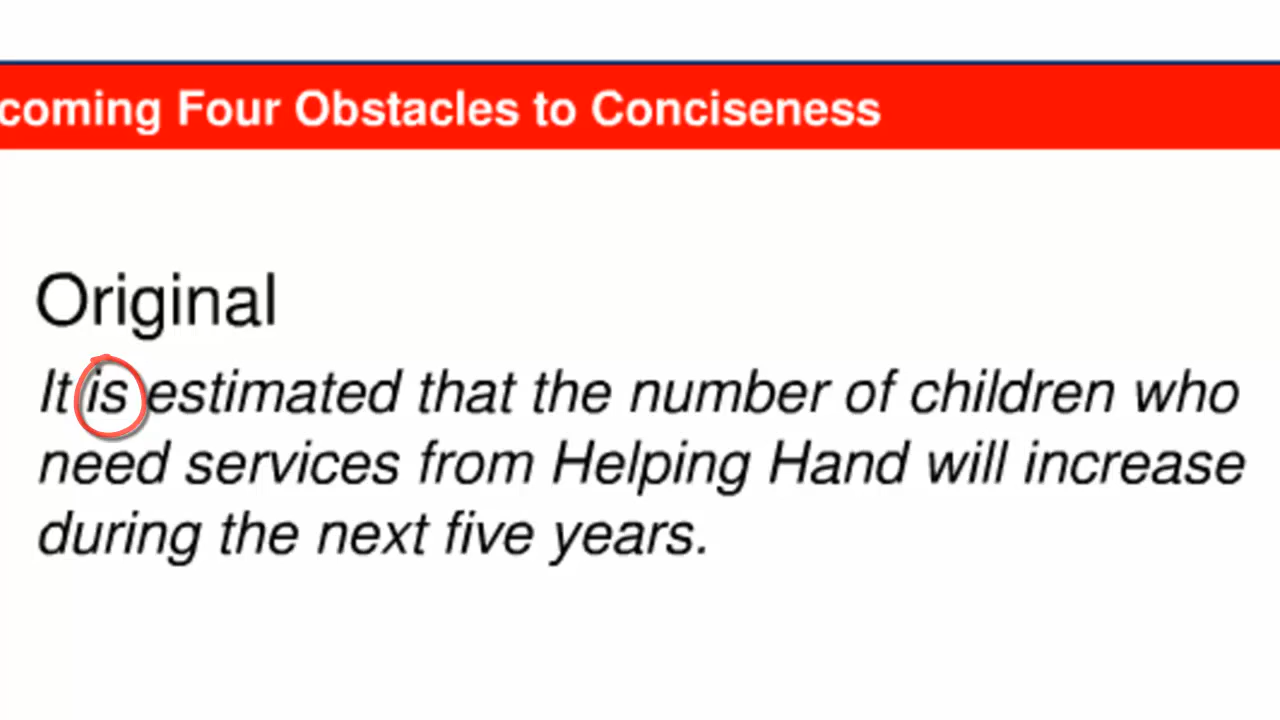 coming Four Obstacles to Conciseness
Original
It is estimated that the number of children who
need services from Helping Hand will increase
during the next five years.